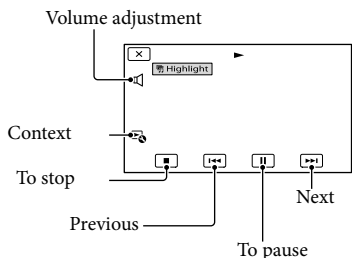 Volume adjustment
Highlight
Context
To stop
Previous
Next
To pause